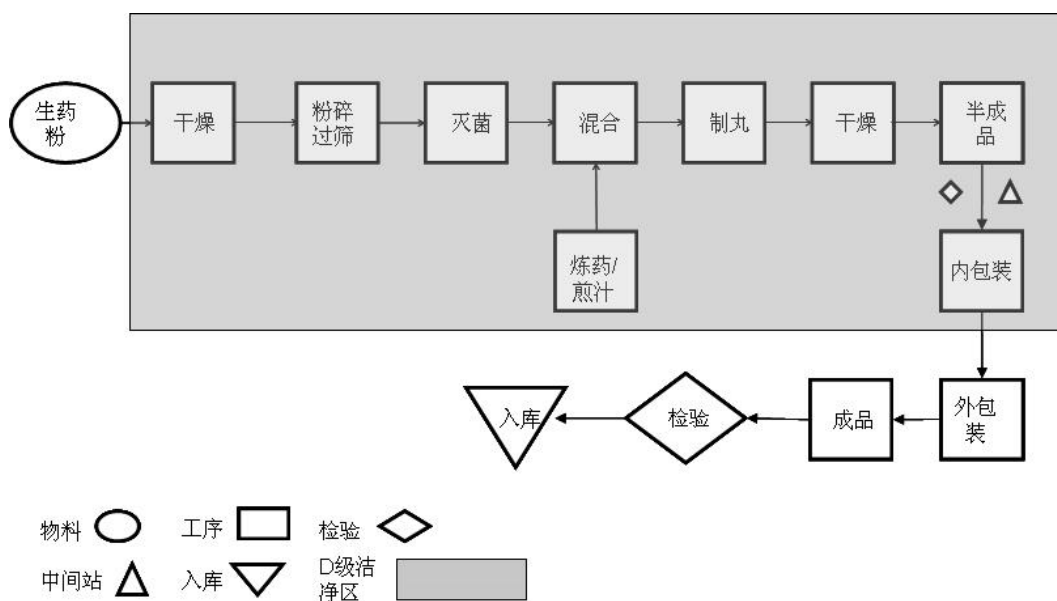 生药
粉
干燥
粉碎
过筛
灭菌
混合
制丸
干燥
半成
品
炼药/
煎汁
内包装
入库
检验
成品
外包
装
物料
工序
检验
中间站
入库
D级洁
净区